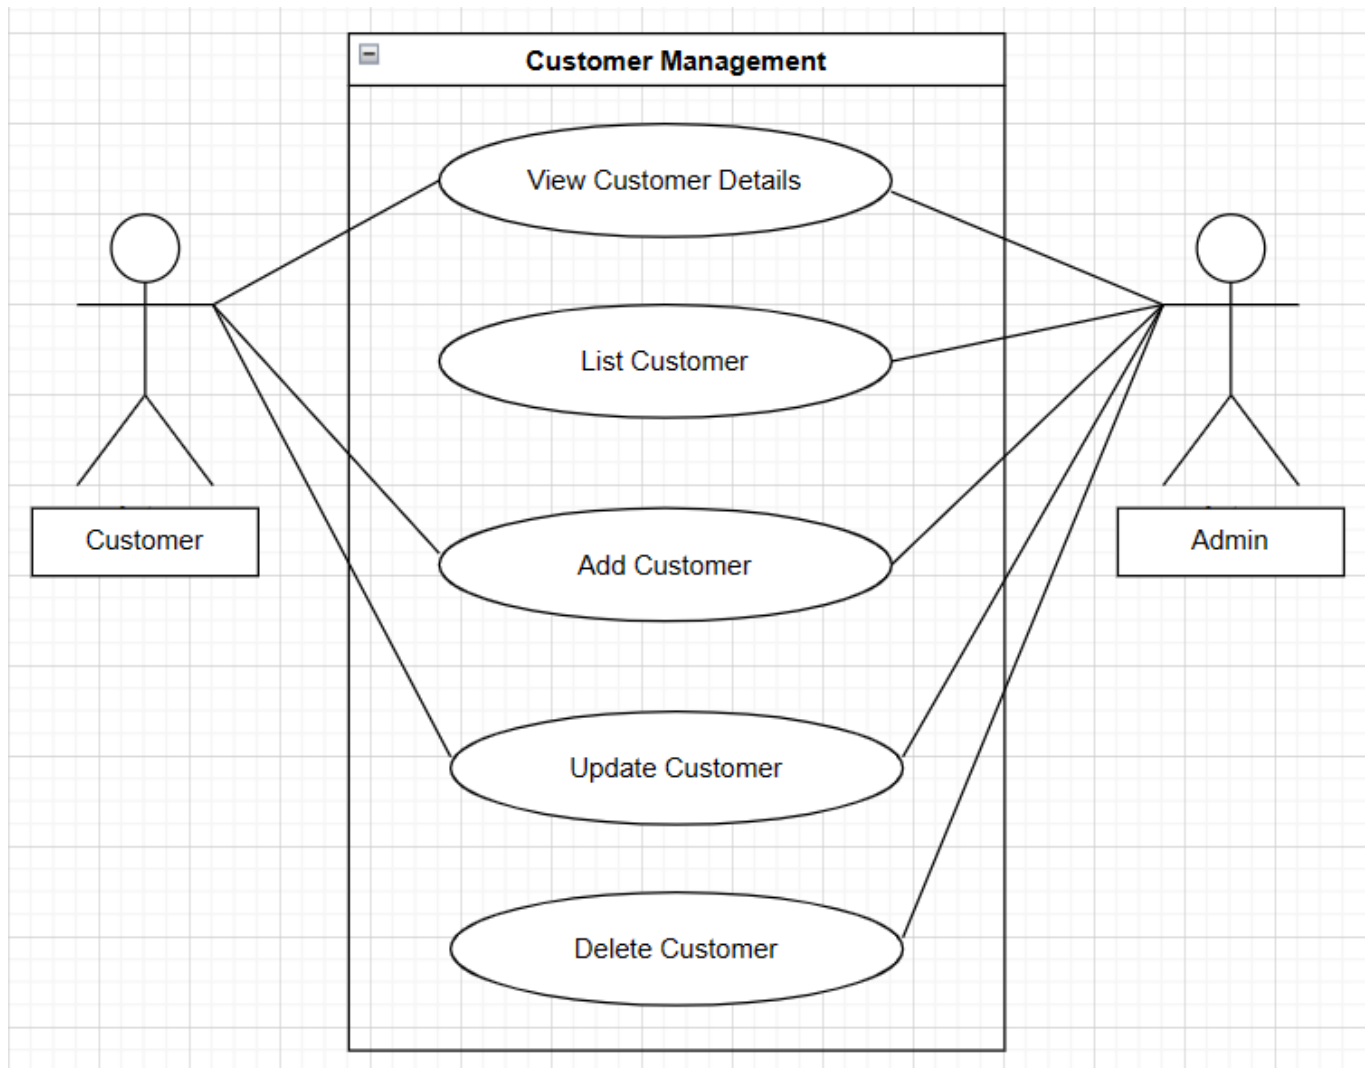 Customer Management
View Customer Details
List Customer
Customer
Add Customer
Admin
Update Customer
Delete Customer